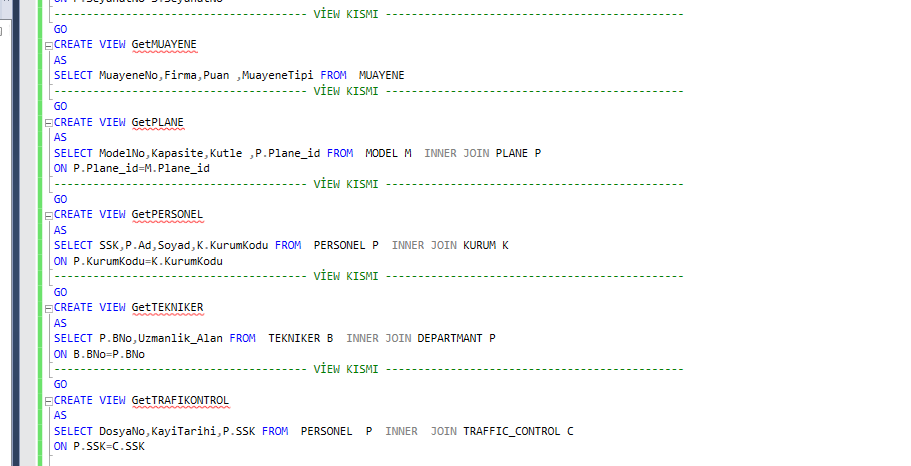 ---------------------------------------- VİEW KISMI -----------------------------------------------
GO
CREATE VIEW GetMUAYENE
AS
SELECT MuayeneNo,Firma,Puan ,MuayeneTipi FROM  MUAYENE
---------------------------------------- VİEW KISMI -----------------------------------------------
GO
CREATE VIEW GetPLANE
AS
SELECT ModelNo,Kapasite,Kutle ,P.Plane_id FROM  MODEL M  INNER JOIN PLANE P
ON P.Plane_id=M.Plane_id
---------------------------------------- VİEW KISMI -----------------------------------------------
GO
CREATE VIEW GetPERSONEL
AS
SELECT SSK,P.Ad,Soyad,K.KurumKodu FROM  PERSONEL P  INNER JOIN KURUM K
ON P.KurumKodu=K.KurumKodu
---------------------------------------- VİEW KISMI -----------------------------------------------
GO
CREATE VIEW GetTEKNIKER
AS
SELECT P.BNo,Uzmanlik_Alan FROM  TEKNIKER B  INNER JOIN DEPARTMANT P
ON B.BNo=P.BNo
---------------------------------------- VİEW KISMI -----------------------------------------------
GO
CREATE VIEW GetTRAFIKONTROL
AS
SELECT DosyaNo,KayiTarihi,P.SSK FROM  PERSONEL  P  INNER  JOIN TRAFFIC_CONTROL C
ON P.SSK=C.SSK